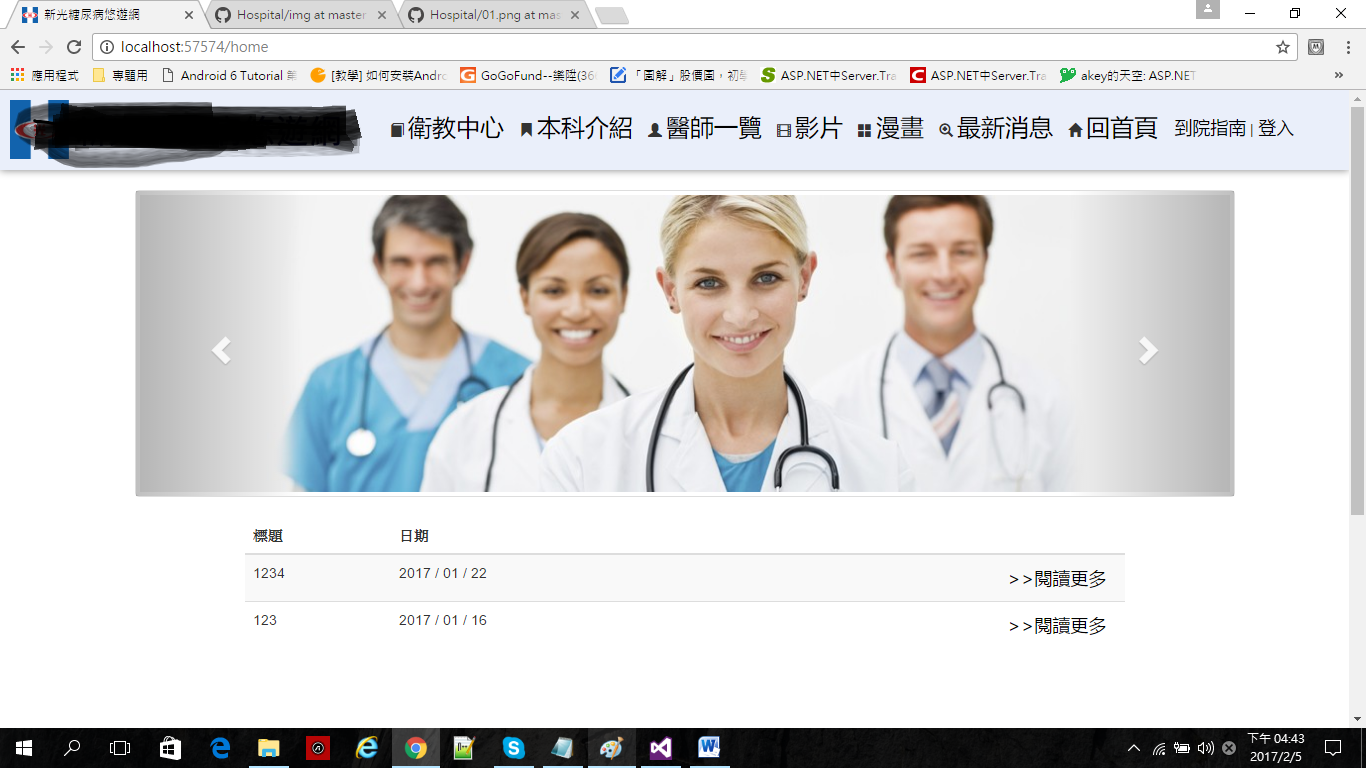 新光糖尿病悠遊網
Hospital/img at master
Hospital/01.png at mas
localhost:57574/home
應用程式 專題用 Android 6 Tutorial [教學] 如何安裝Andro GoGoFund--樂陞(36 「圖解」股價圖，初學 ASP.NET中Server.Tra ASP.NET中Server.Tra akey的天空: ASP.NET
衛教中心 本科介紹 醫師一覽 影片 漫畫 最新消息 回首頁 到院指南 | 登入
標題 日期
1234 2017 / 01 / 22 >>閱讀更多
123 2017 / 01 / 16 >>閱讀更多
下午 04:43
2017/2/5